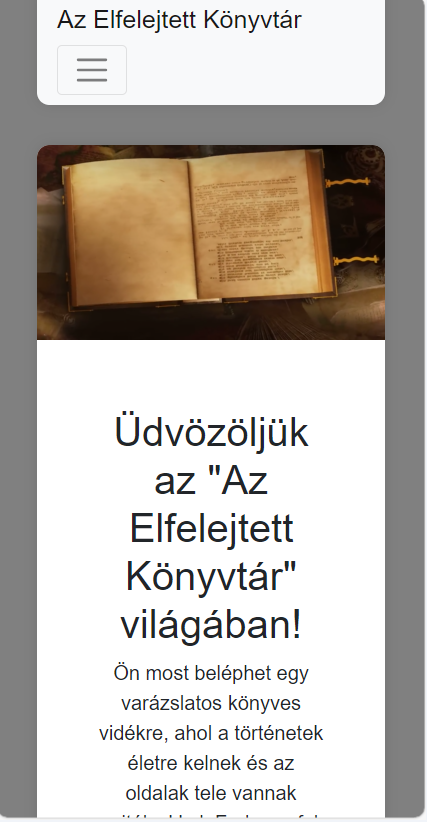 Az Elfelejtett Könyvtár
Üdvözöljük
az "Az
Elfelejtett
Könyvtár"
világában!
Ön most beléphet egy
varázslatos könyves
vidékre, ahol a történetek
életre kelnek és az
oldalak tele vannak